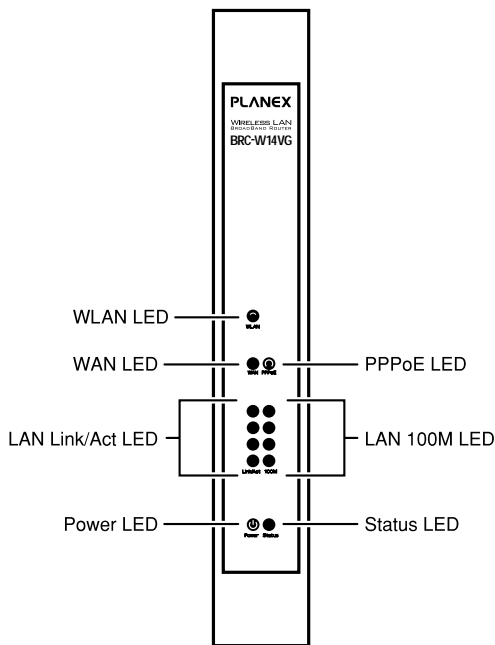 PLANEX
WIRELESS LAN
BROADBAND ROUTER
BRC-W14VG
WLAN LED
WLAN
WAN LED
PPPoE LED
WAN PPPoE
LAN Link/Act LED
LAN 100M LED
Link/Act 100M
Power LED
Status LED
Power Status